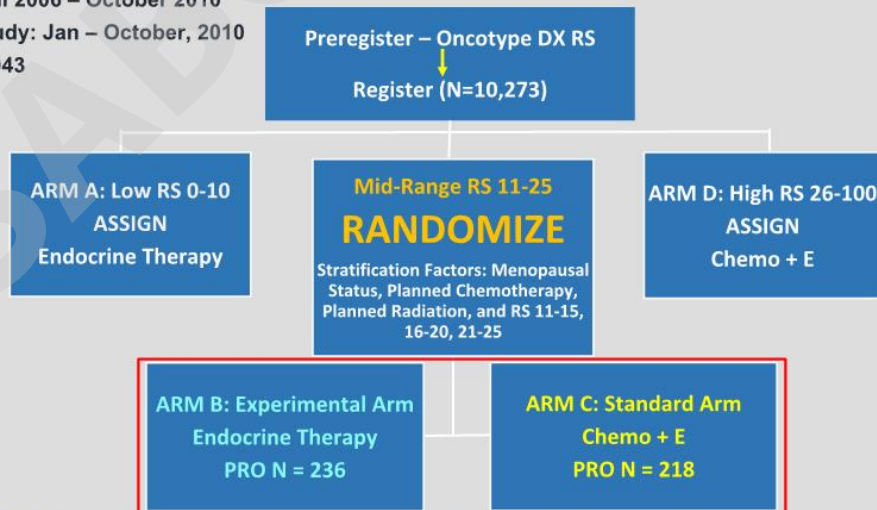 2006 – October 2010
udy: Jan – October, 2010
043
Preregister – Oncotype DX RS
Register (N=10,273)
ARM A: Low RS 0-10
ASSIGN
Endocrine Therapy
Mid-Range RS 11-25
RANDOMIZE
Stratification Factors: Menopausal
Status, Planned Chemotherapy,
Planned Radiation, and RS 11-15,
16-20, 21-25
ARM D: High RS 26-100
ASSIGN
Chemo + E
ARM B: Experimental Arm
Endocrine Therapy
PRO N = 236
ARM C: Standard Arm
Chemo + E
PRO N = 218